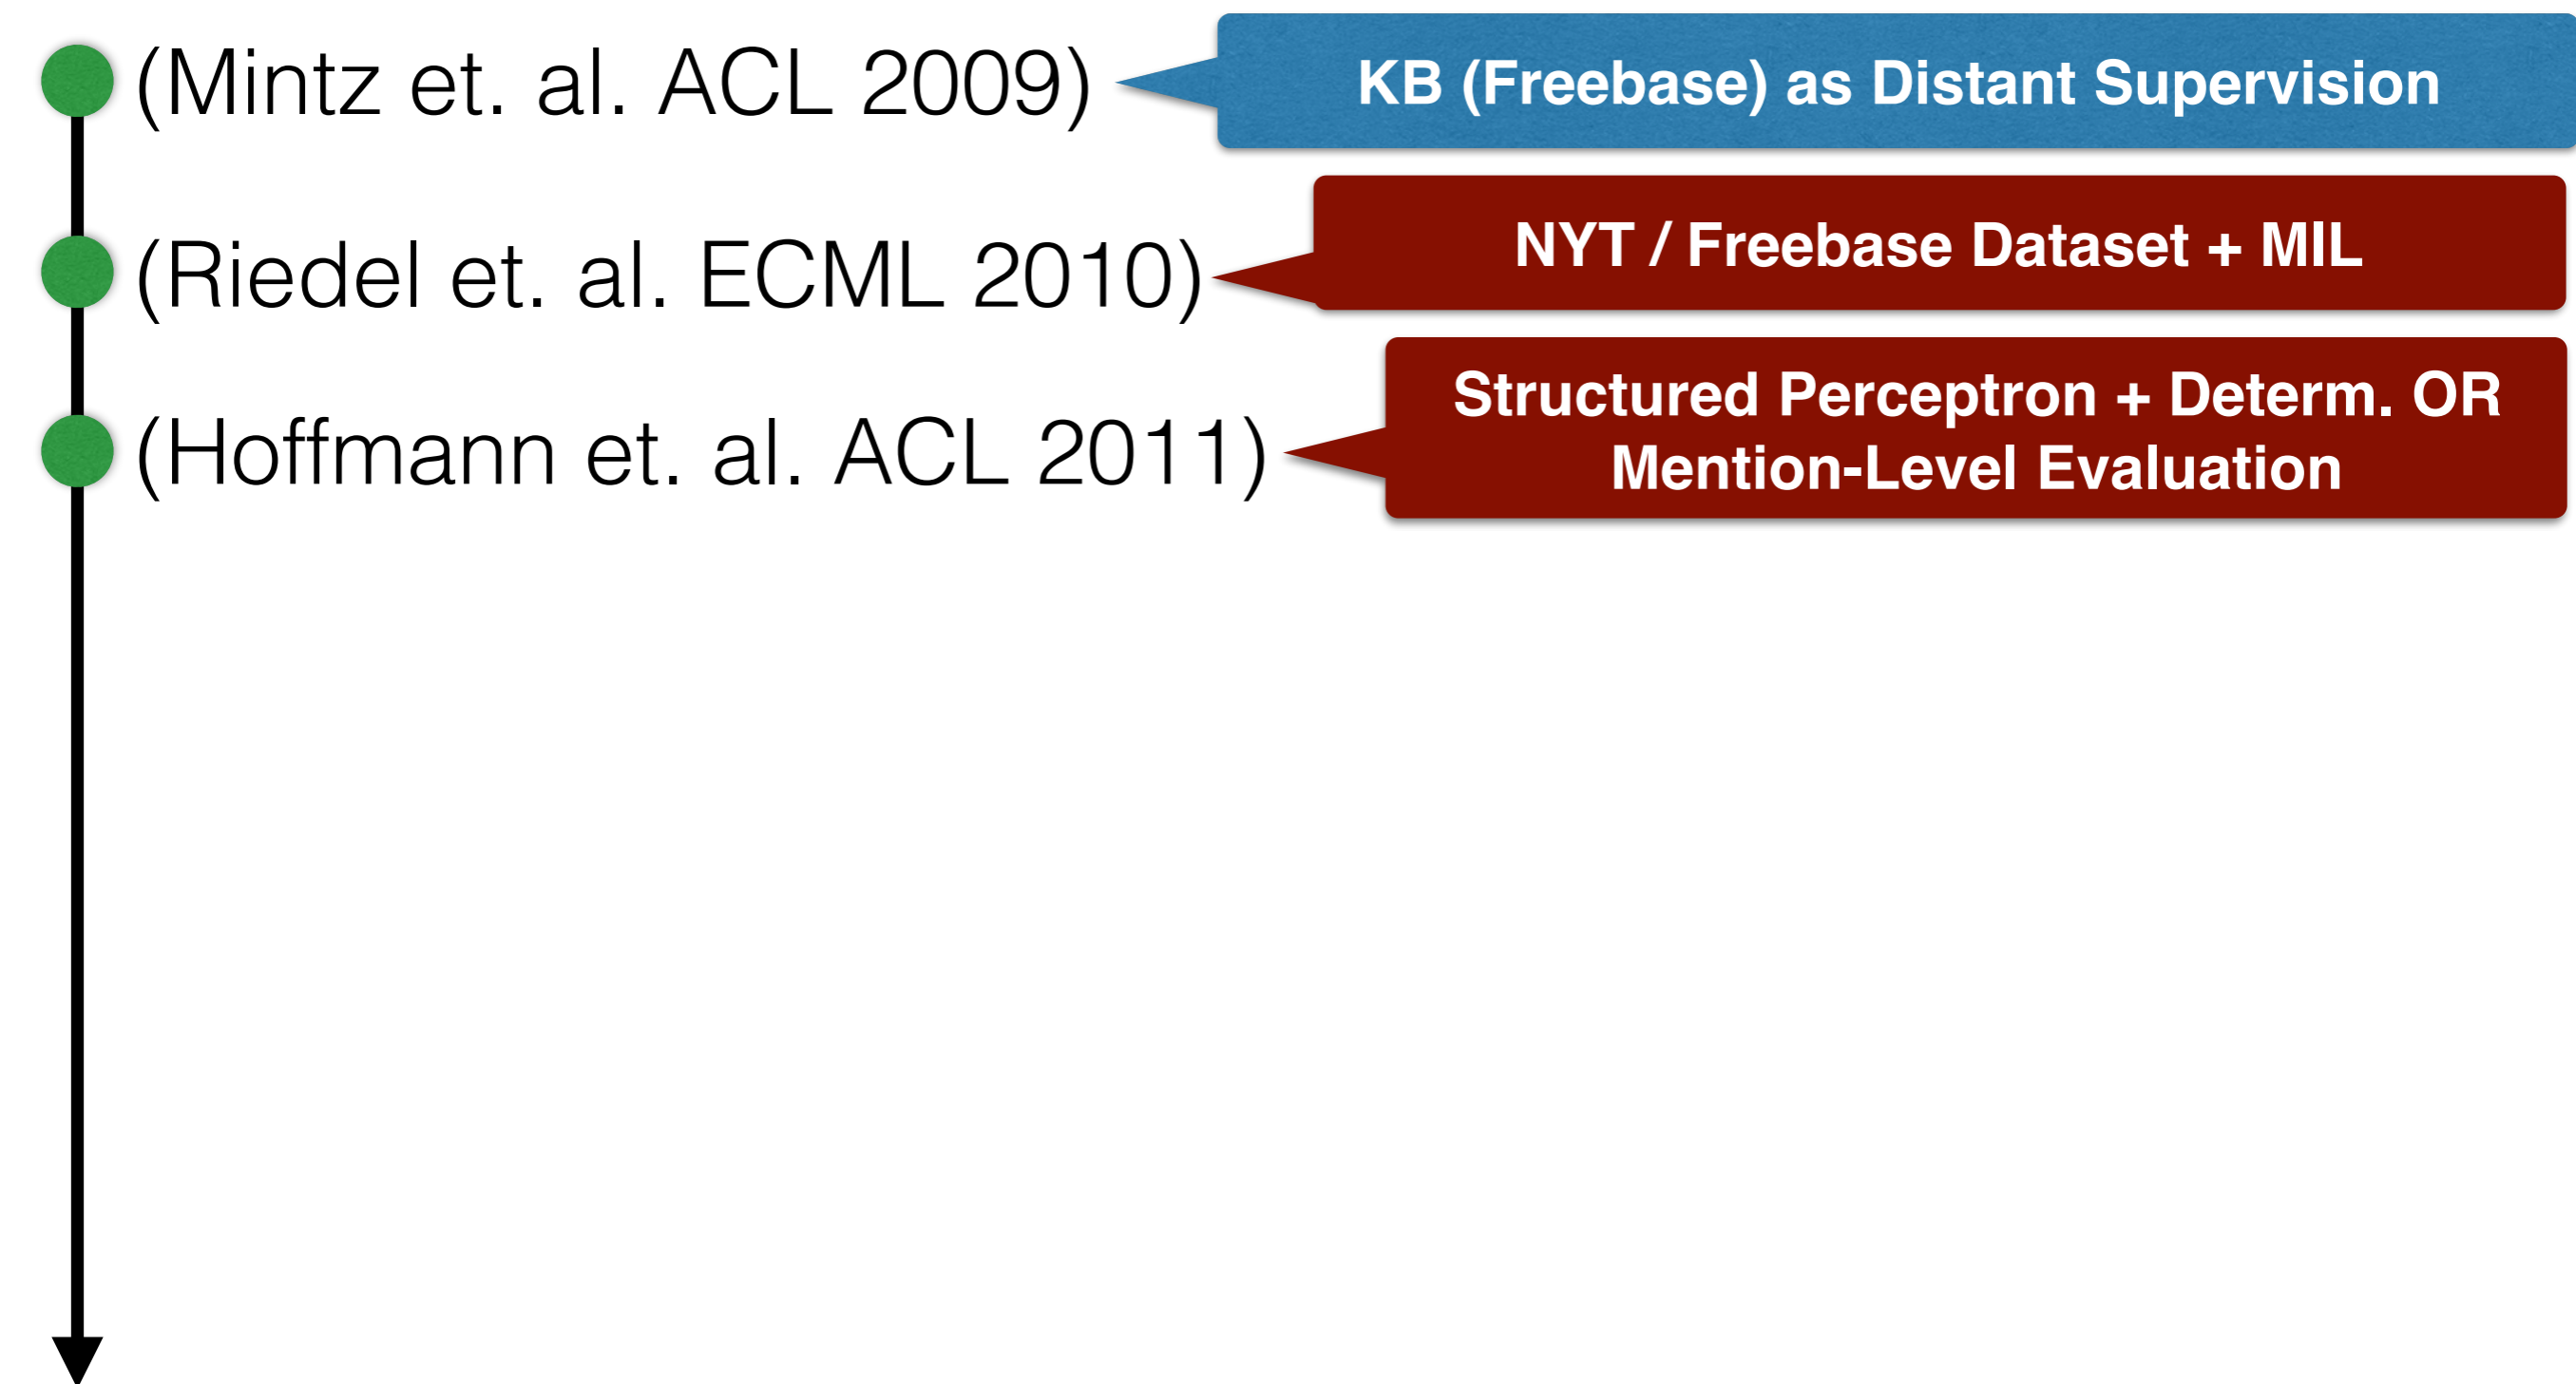 (Mintz et. al. ACL 2009)
KB (Freebase) as Distant Supervision
(Riedel et. al. ECML 2010)
NYT / Freebase Dataset + MIL
(Hoffmann et. al. ACL 2011)
Structured Perceptron + Determ. OR
Mention-Level Evaluation